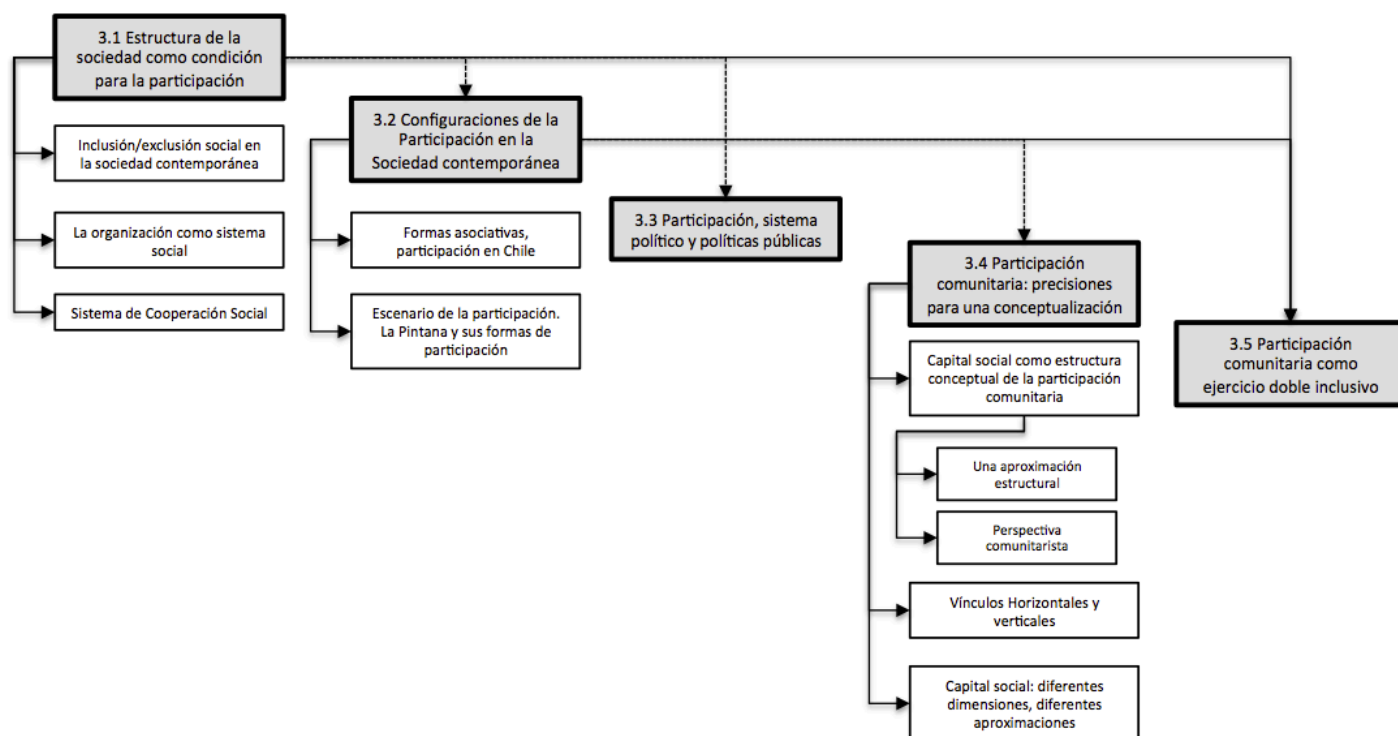 3.1 Estructura de la
sociedad como condición
para la participación
Inclusión/exclusión social en
la sociedad contemporánea
La organización como sistema
social
Sistema de Cooperación Social
3.2 Configuraciones de la
Participación en la
Sociedad contemporánea
Formas asociativas,
participación en Chile
Escenario de la participación.
La Pintana y sus formas de
participación
3.3 Participación, sistema
político y políticas públicas
3.4 Participación
comunitaria: precisiones
para una conceptualización
Capital social como estructura
conceptual de la participación
comunitaria
Una aproximación
estructural
Perspectiva
comunitarista
Vínculos Horizontales y
verticales
Capital social: diferentes
dimensiones, diferentes
aproximaciones
3.5 Participación
comunitaria como
ejercicio doble inclusivo